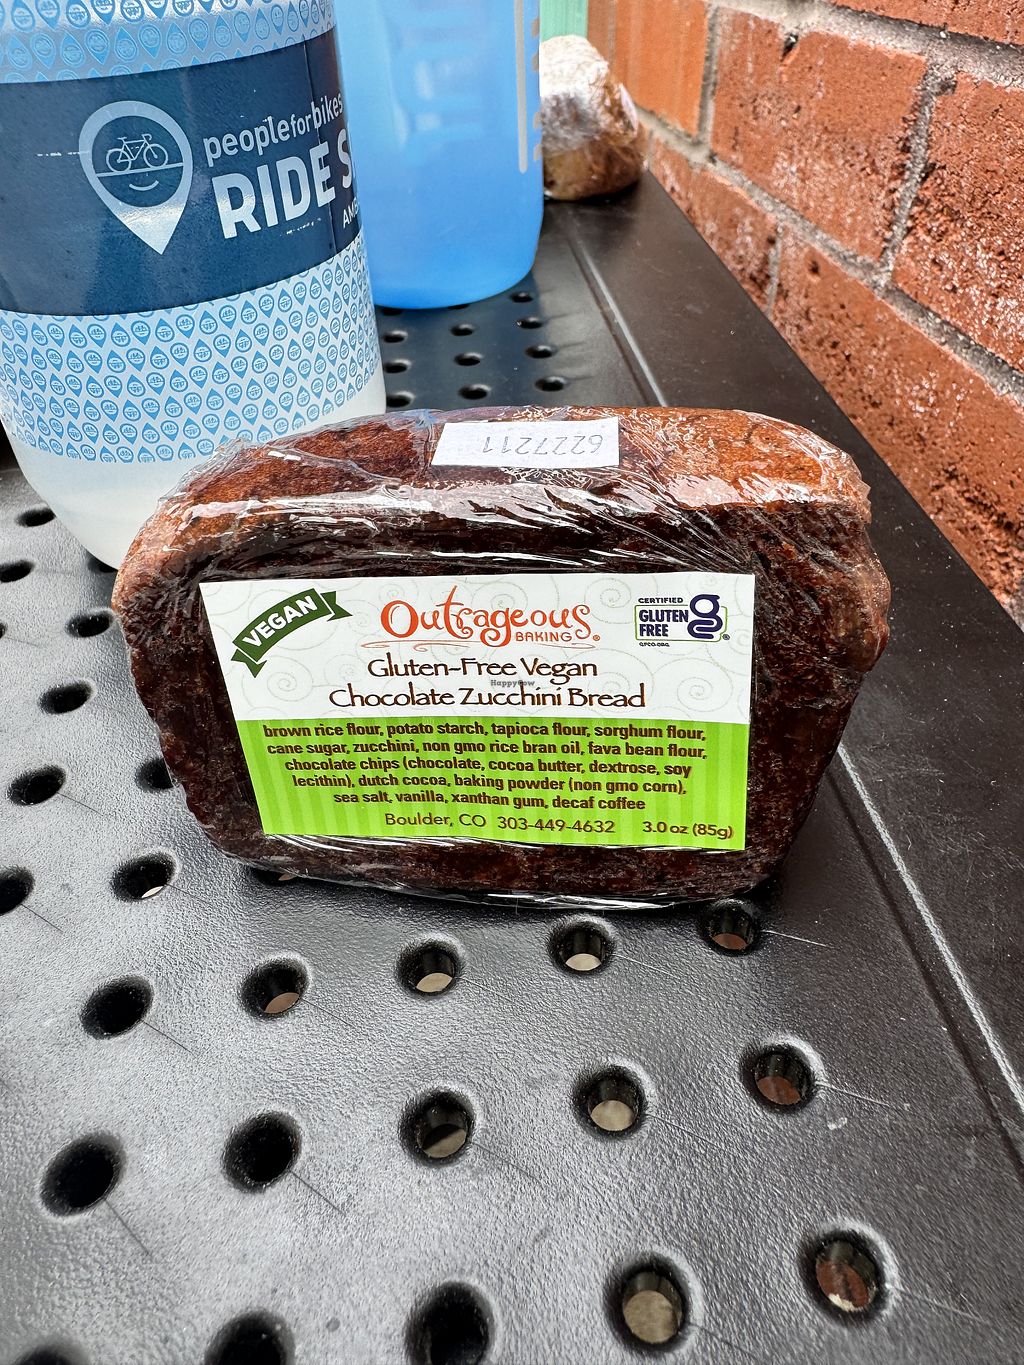 peopleforbikes
RIDE S
6227211
VEGAN
Outrageous
BAKING®
CERTIFIED
GLUTEN
FREE
GFCO.ORG
Gluten-Free Vegan
HappyCow
Chocolate Zucchini Bread
brown rice flour, potato starch, tapioca flour, sorghum flour,
cane sugar, zucchini, non gmo rice bran oil, fava bean flour,
chocolate chips (chocolate, cocoa butter, dextrose, soy
lecithin), dutch cocoa, baking powder (non gmo corn),
sea salt, vanilla, xanthan gum, decaf coffee
Boulder, CO 303-449-4632 3.0 oz (85g)